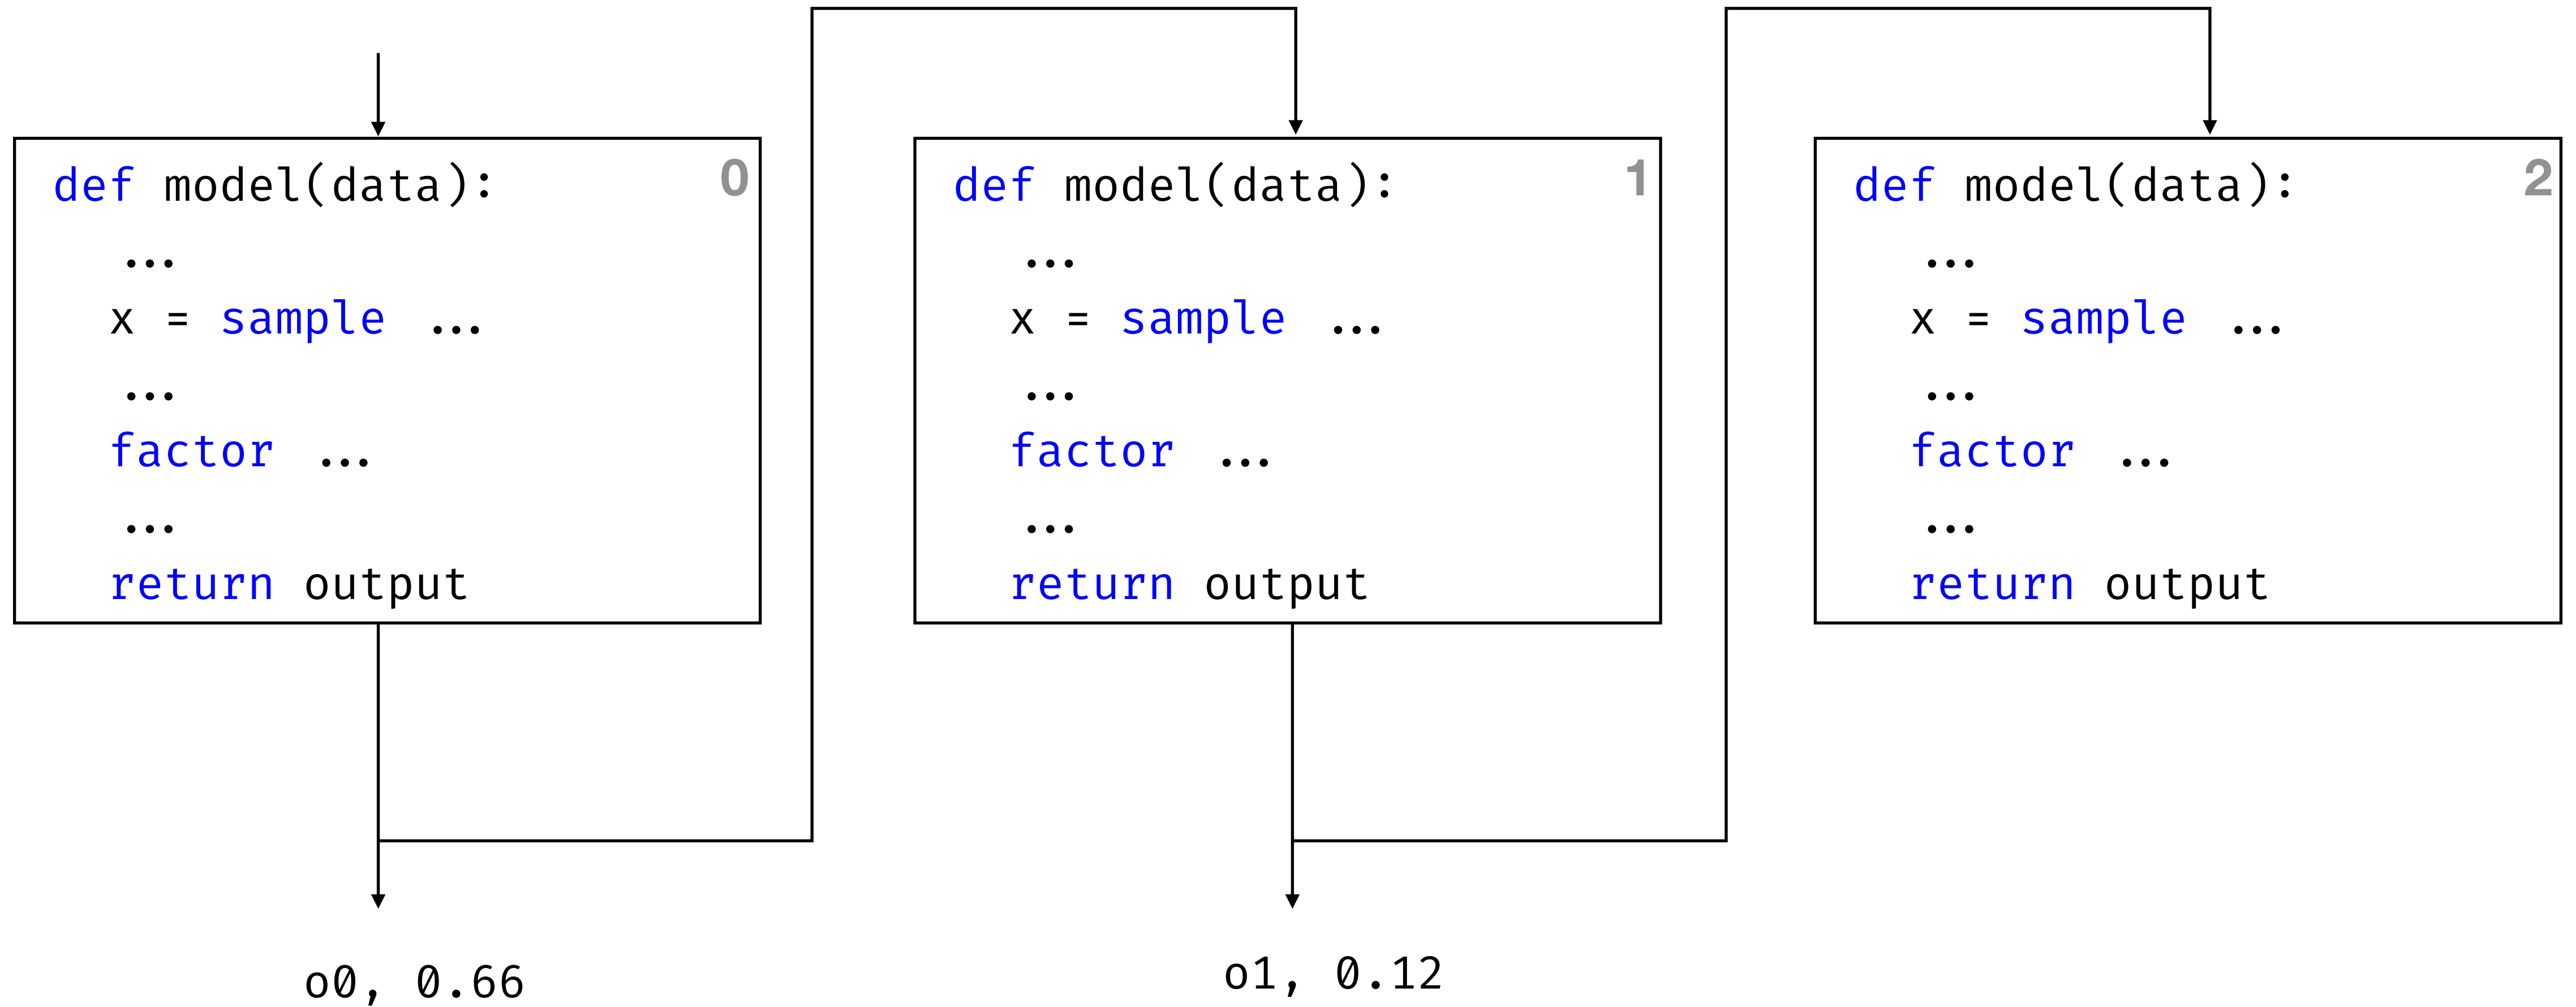 def model(data): 0
...
x = sample ...
...
factor ...
...
return output
o0, 0.66
def model(data): 1
...
x = sample ...
...
factor ...
...
return output
o1, 0.12
def model(data): 2
...
x = sample ...
...
factor ...
...
return output